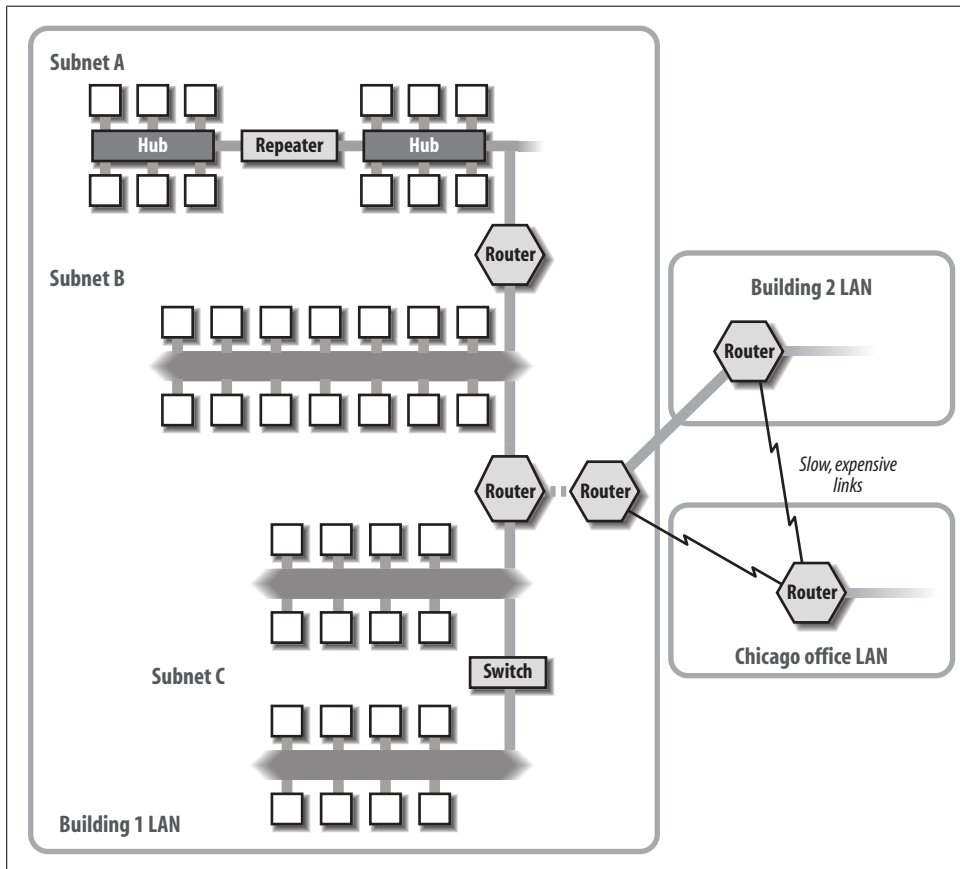 Subnet A
Hub
Repeater
Hub
Router
Subnet B
Building 2 LAN
Router
Slow, expensive
links
Router
Router
Router
Chicago office LAN
Switch
Subnet C
Building 1 LAN